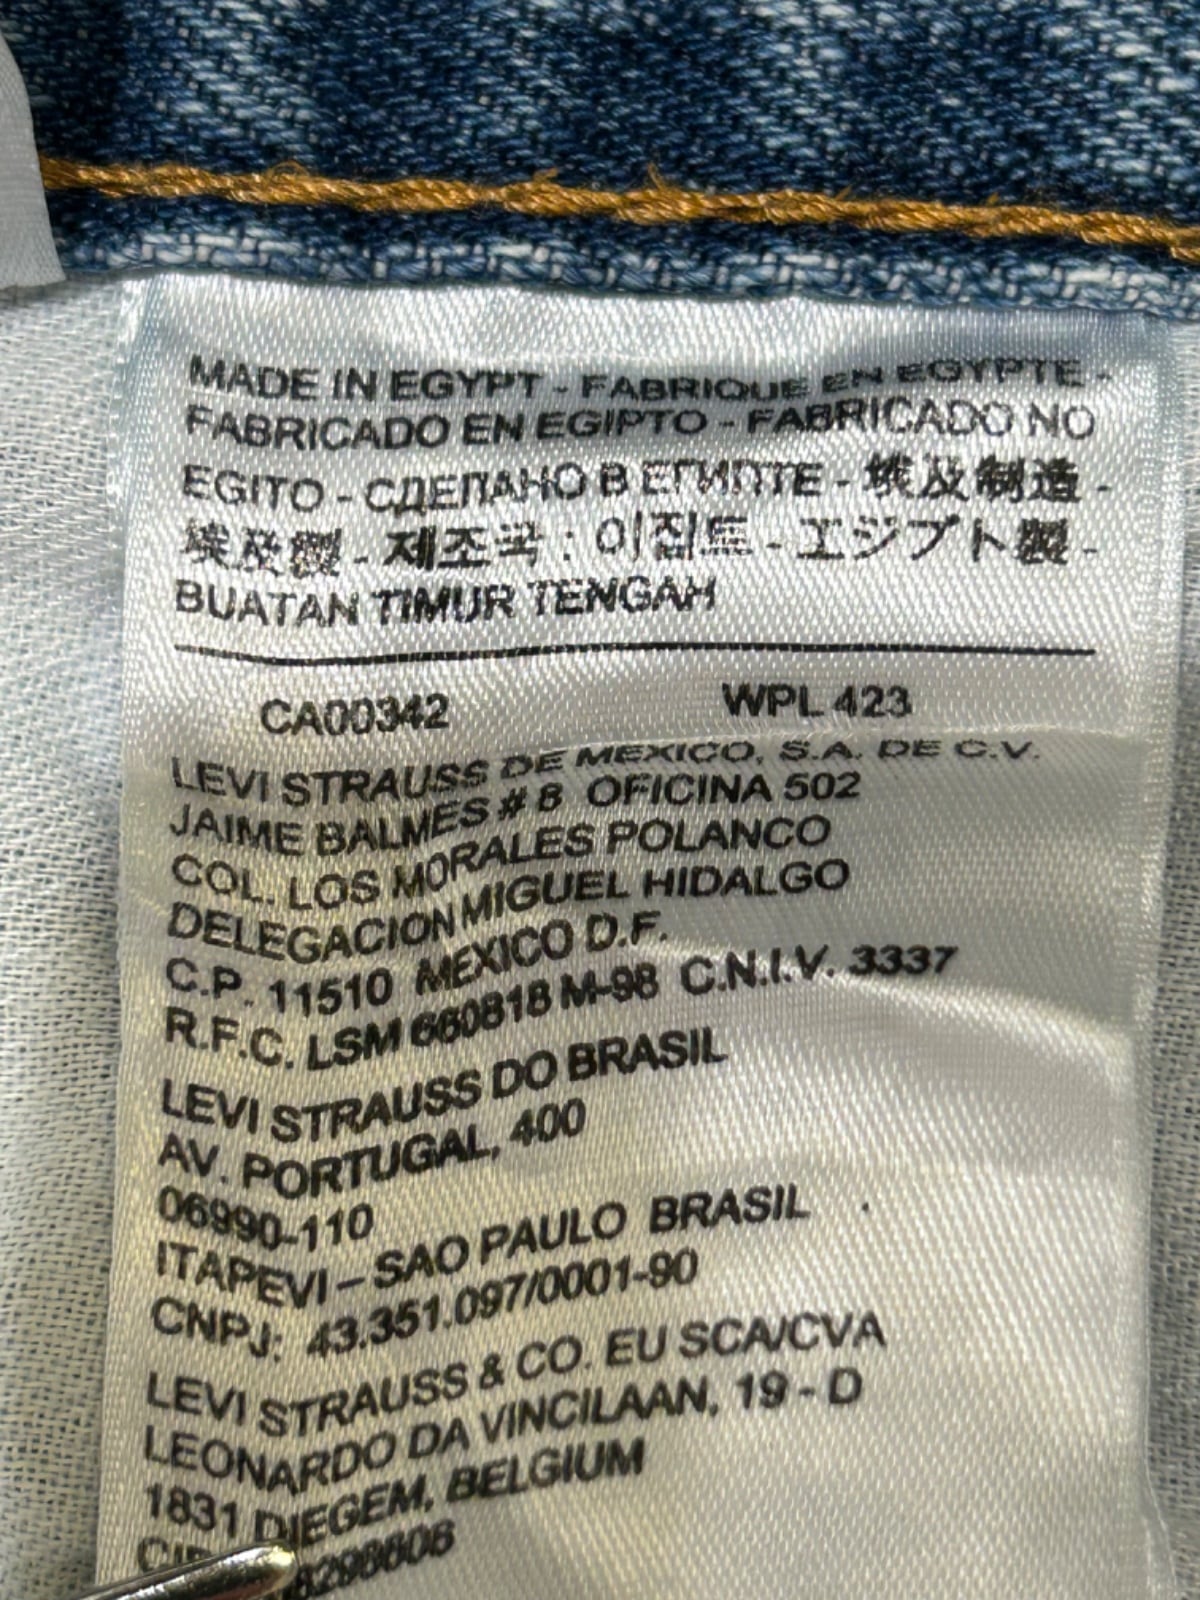 MADE IN EGYPT - FABRIQUE EN EGYPTE -
FABRICADO EN EGIPTO - FABRICADO NO
EGITO - СДЕПАНО В ЕГИПТЕ - 埃及制造 -
埃及製 - 제조국 : 이집트 - エジプト製 -
BUATAN TIMUR TENGAH
CA00342 WPL 423
LEVI STRAUSS DE MEXICO, S.A. DE C.V.
JAIME BALMES # 8 OFICINA 502
COL. LOS MORALES POLANCO
DELEGACION MIGUEL HIDALGO
C.P. 11510 MEXICO D.F.
R.F.C. LSM 660818 M-98 C.N.I.V. 3337
LEVI STRAUSS DO BRASIL
AV. PORTUGAL, 400
06990-110
ITAPEVI – SAO PAULO BRASIL
CNPJ: 43.351.097/0001-90
LEVI STRAUSS & CO. EU SCA/CVA
LEONARDO DA VINCILAAN, 19 - D
1831 DIEGEM, BELGIUM